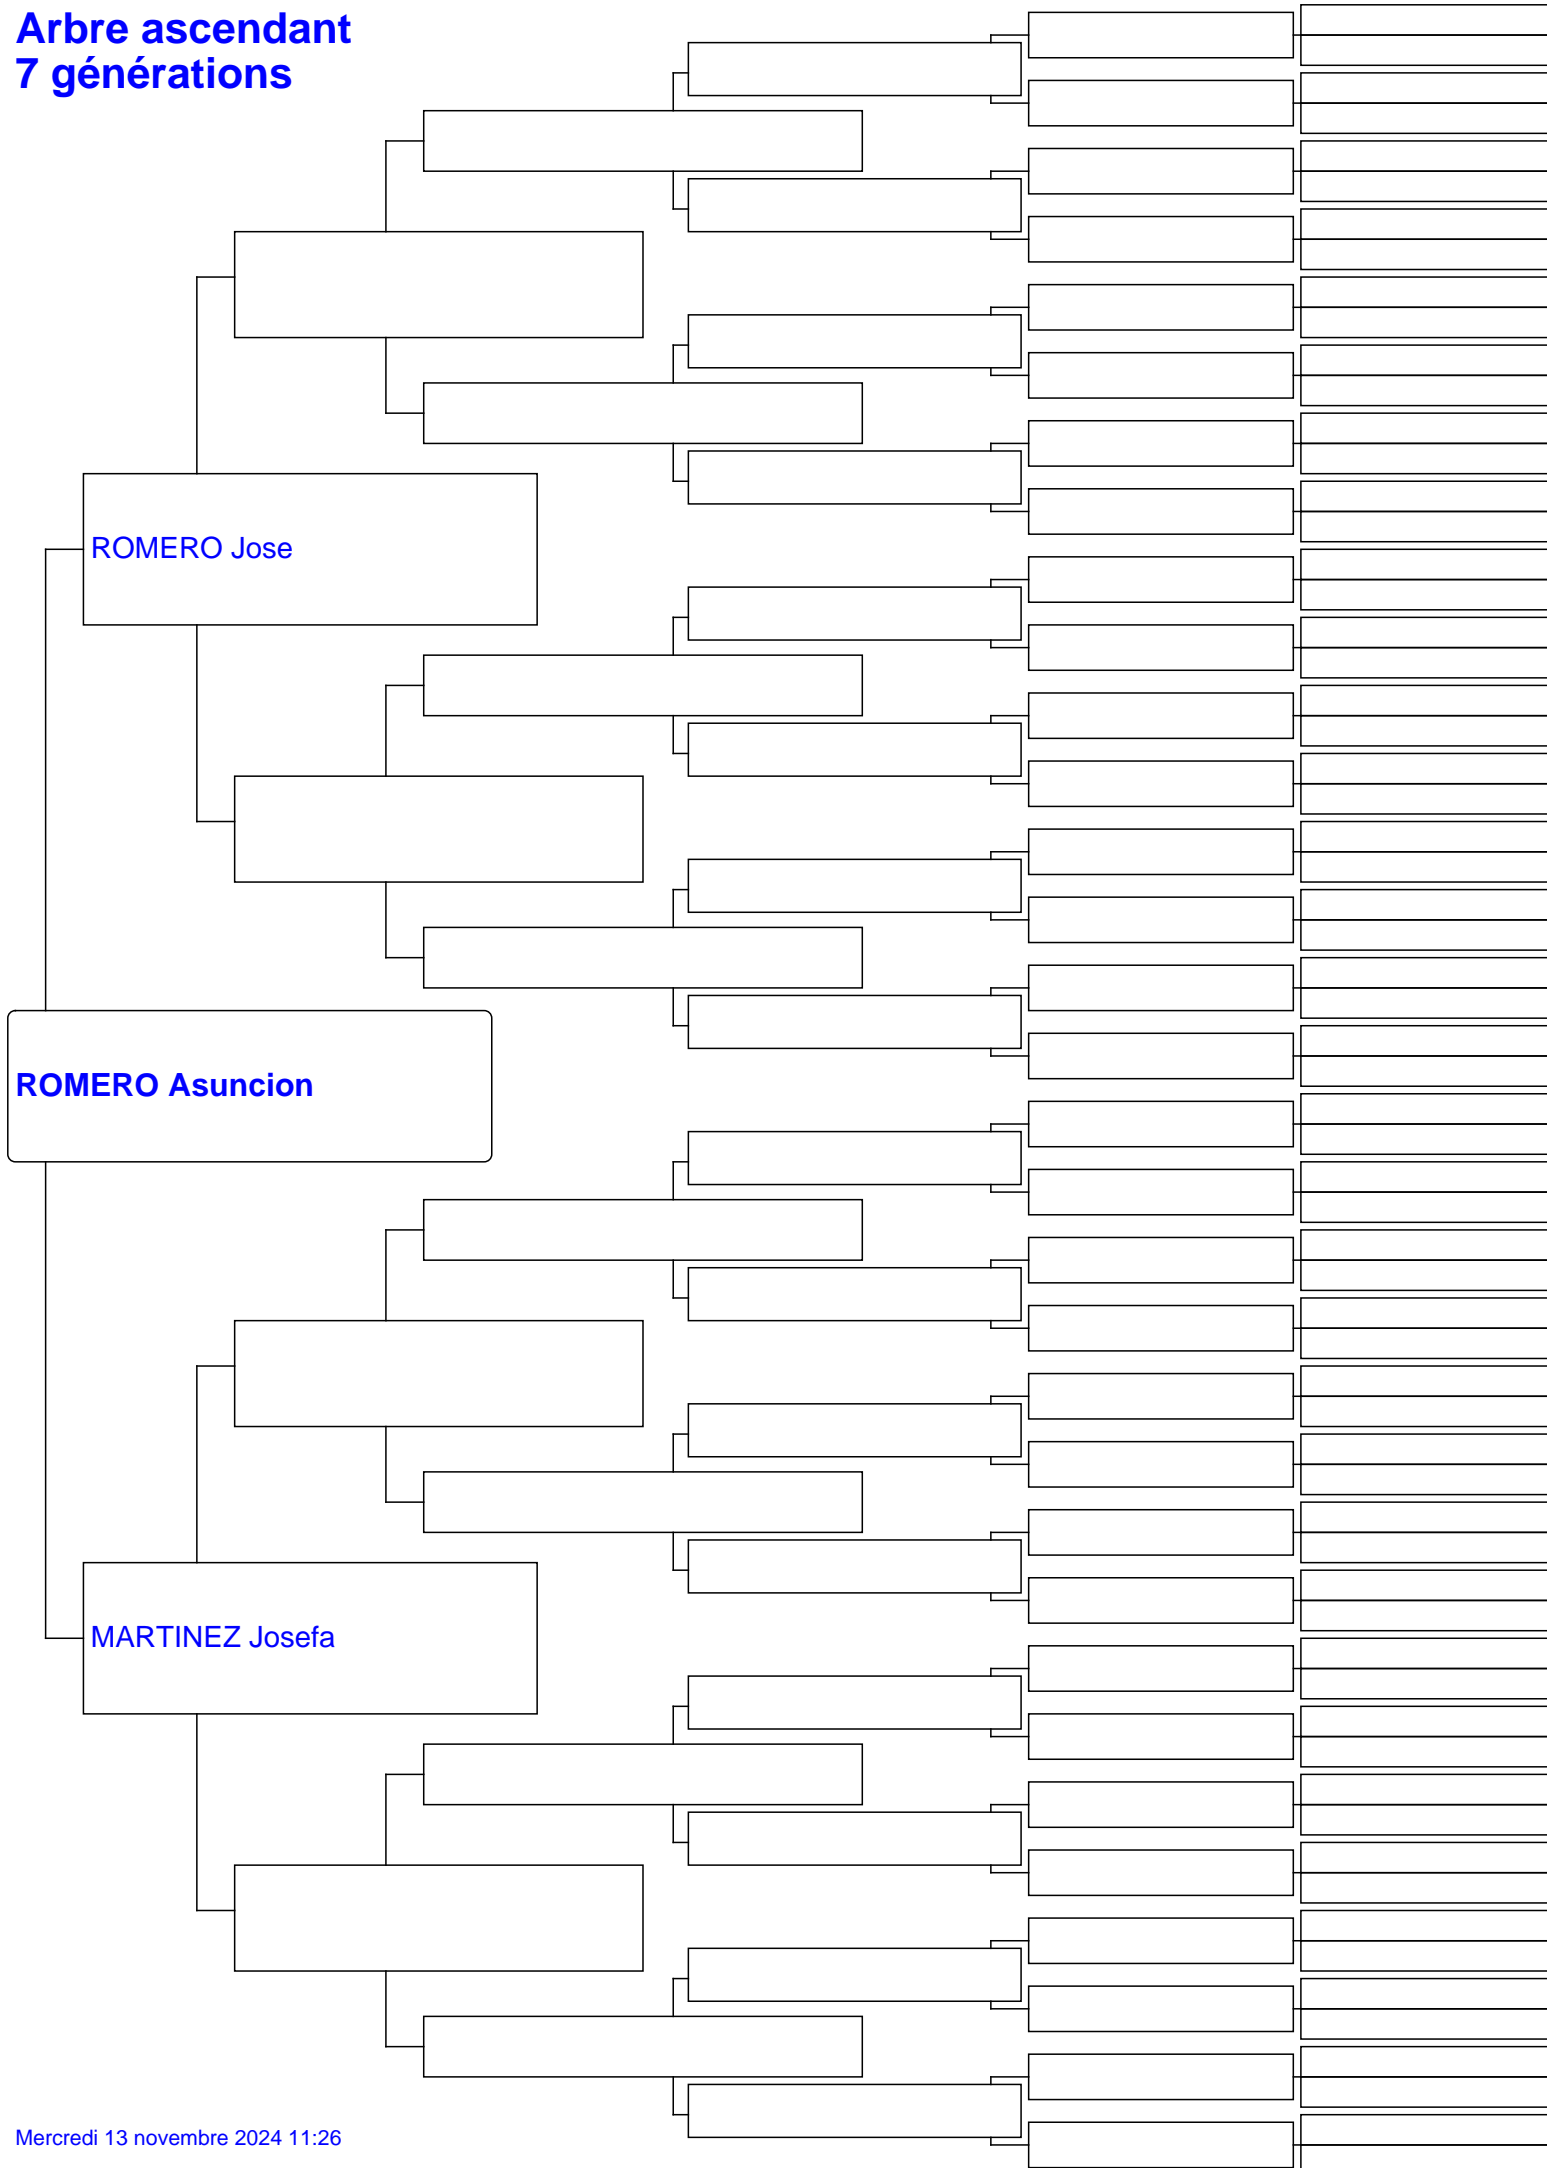 Arbre ascendant
7 générations
ROMERO Jose
ROMERO Asuncion
MARTINEZ Josefa
Mercredi 13 novembre 2024 11:26